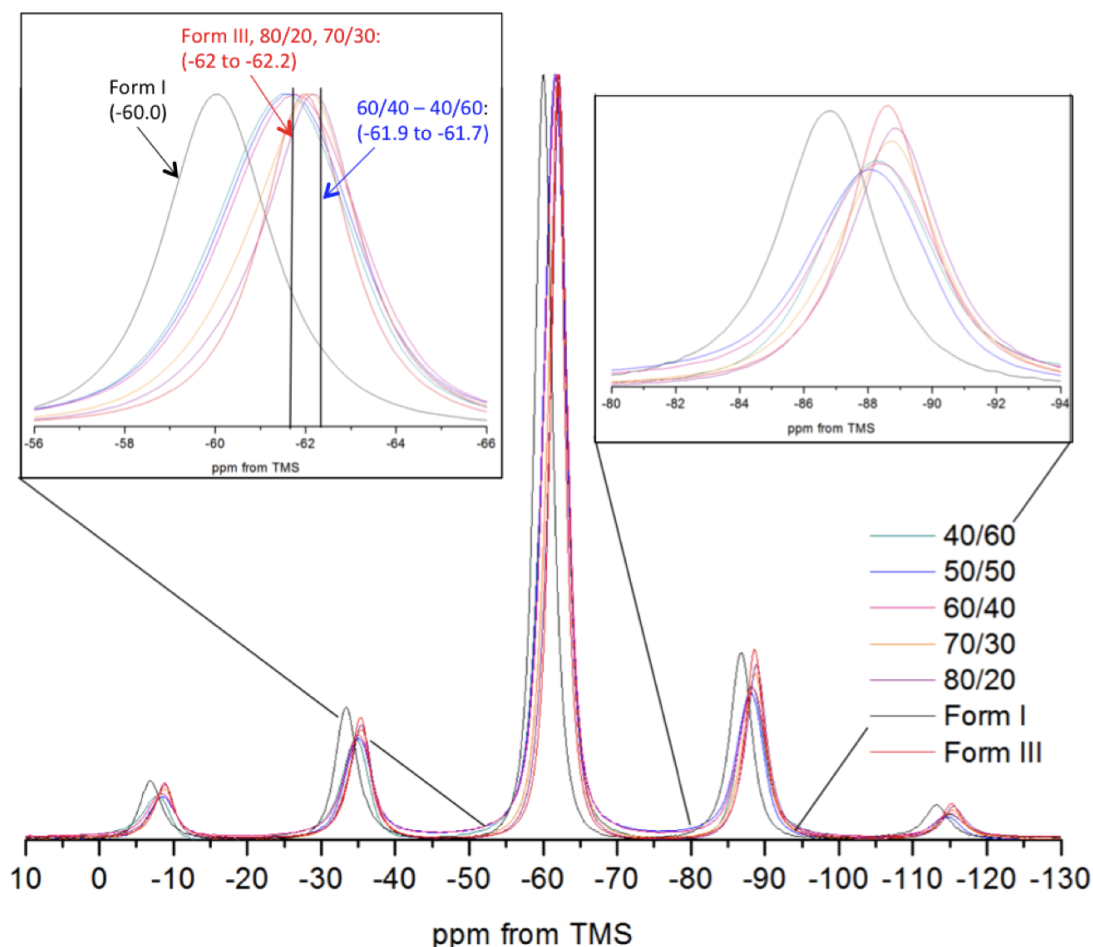 Form III, 80/20, 70/30:
(-62 to -62.2)
Form I
(-60.0)
60/40 – 40/60:
(-61.9 to -61.7)
-56 -58 -60 -62 -64 -66
ppm from TMS
-80 -82 -84 -86 -88 -90 -92 -94
ppm from TMS
40/60
50/50
60/40
70/30
80/20
Form I
Form III
10 0 -10 -20 -30 -40 -50 -60 -70 -80 -90 -100 -110 -120 -130
ppm from TMS